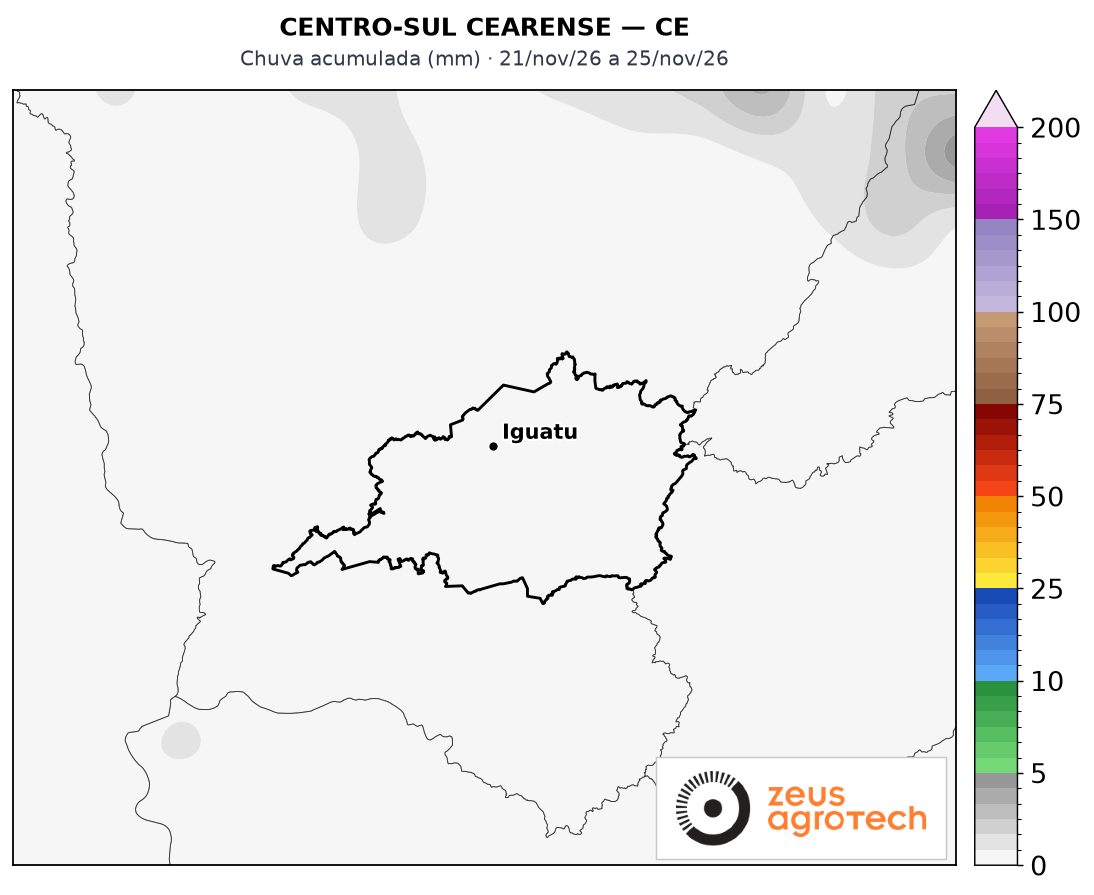 CENTRO-SUL CEARENSE — CE
Chuva acumulada (mm) · 21/nov/26 a 25/nov/26
200
150
100
75
50
25
10
5
0
Iguatu
zeus
agrotech